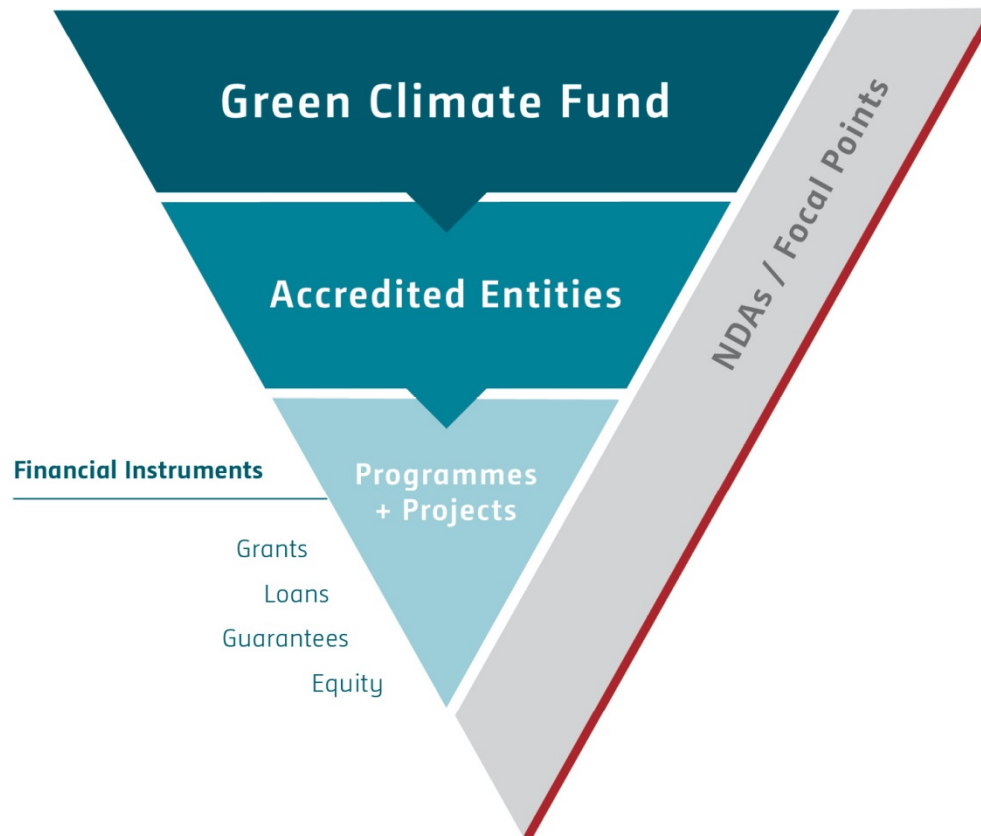 Green Climate Fund
NDAs / Focal Points
Accredited Entities
Financial Instruments
Programmes
+ Projects
Grants
Loans
Guarantees
Equity